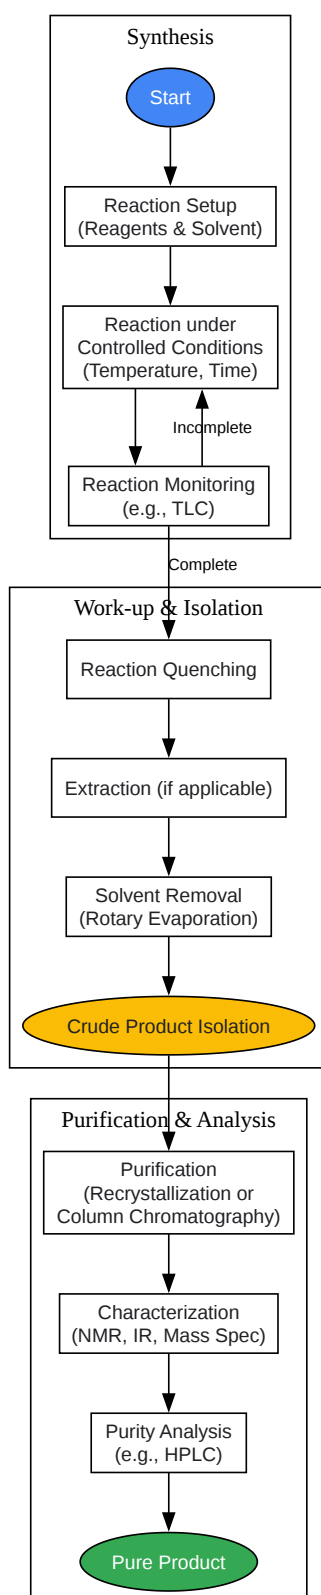 Synthesis
Start
Reaction Setup
(Reagents & Solvent)
Reaction under
Controlled Conditions
(Temperature, Time)
Incomplete
Reaction Monitoring
(e.g., TLC)
Complete
Work-up & Isolation
Reaction Quenching
Extraction (if applicable)
Solvent Removal
(Rotary Evaporation)
Crude Product Isolation
Purification & Analysis
Purification
(Recrystallization or
Column Chromatography)
Characterization
(NMR, IR, Mass Spec)
Purity Analysis
(e.g., HPLC)
Pure Product